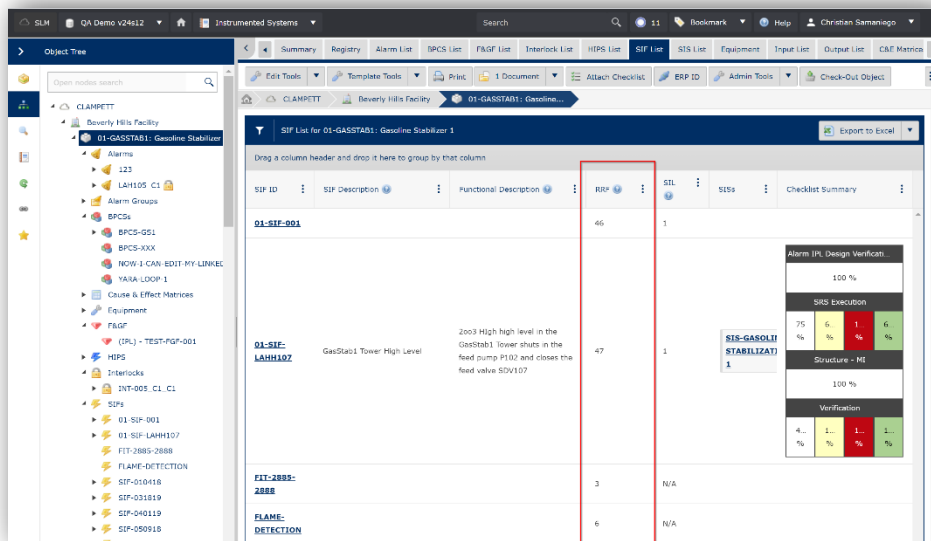 SLM QA Demo v24s12 Instrumented Systems Search 11 Bookmark Help Christian Samaniego
Object Tree
Summary Registry Alarm List BPCS List F&GF List Interlock List HIPS List SIF List SIS List Equipment Input List Output List C&E Matrice
Open nodes search
Edit Tools Template Tools Print 1 Document Attach Checklist ERP ID Admin Tools Check-Out Object
CLAMPETT Beverly Hills Facility 01-GASSTAB1: Gasoline...
CLAMPETT
Beverly Hills Facility
01-GASSTAB1: Gasoline Stabilizer
Alarms
123
LAH105_C1
Alarm Groups
BPCSs
BPCS-GS1
BPCS-XXX
NOW-I-CAN-EDIT-MY-LINKED
YARA-LOOP-1
Cause & Effect Matrices
Equipment
F&GF
(IPL) - TEST-FGF-001
HIPS
Interlocks
INT-005_C1_C1
SIFs
01-SIF-001
01-SIF-LAHH107
FIT-2885-2888
FLAME-DETECTION
SIF-010418
SIF-031819
SIF-040119
SIF-050918
SIF List for 01-GASSTAB1: Gasoline Stabilizer 1
Export to Excel
Drag a column header and drop it here to group by that column
SIF ID SIF Description Functional Description RRF SIL SISs Checklist Summary
01-SIF-001 46 1
01-SIF-
LAHH107
GasStab1 Tower High Level
2oo3 High high level in the
GasStab1 Tower shuts in the
feed pump P102 and closes the
feed valve SDV107
47
1
SIS-GASOLIN
STABILIZATI
1
Alarm IPL Design Verificati...
100 %
SRS Execution
75 % 6... % 1... % 6... %
Structure - MI
100 %
Verification
4... % 1... % 1... % 1... %
FIT-2885-
2888
3 N/A
FLAME-
DETECTION
6 N/A